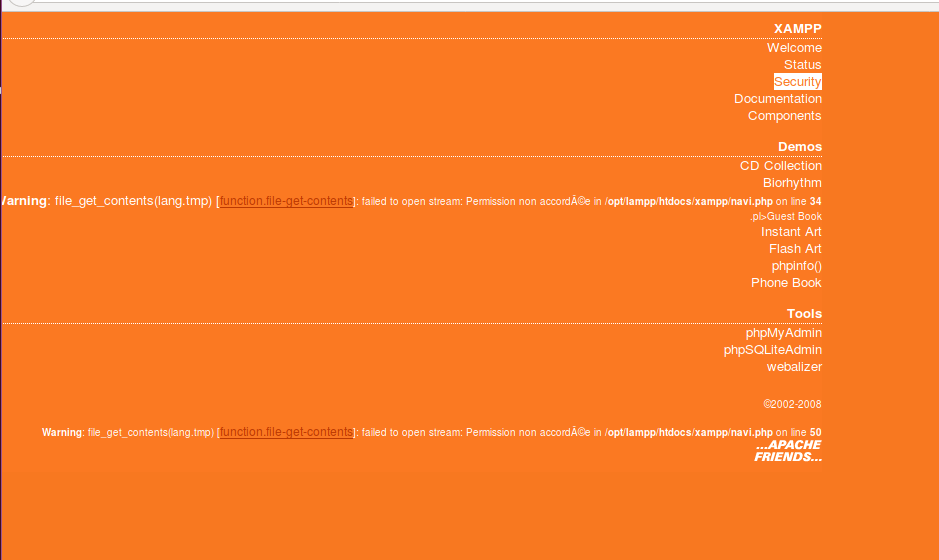 XAMPP
Welcome
Status
Security
Documentation
Components
Demos
CD Collection
Biorhythm
Warning: file_get_contents(lang.tmp) [function.file-get-contents]: failed to open stream: Permission non accordÃ©e in /opt/lampp/htdocs/xampp/navi.php on line 34
.pl>Guest Book
Instant Art
Flash Art
phpinfo()
Phone Book
Tools
phpMyAdmin
phpSQLiteAdmin
webalizer
©2002-2008
Warning: file_get_contents(lang.tmp) [function.file-get-contents]: failed to open stream: Permission non accordÃ©e in /opt/lampp/htdocs/xampp/navi.php on line 50
...APACHE
FRIENDS...